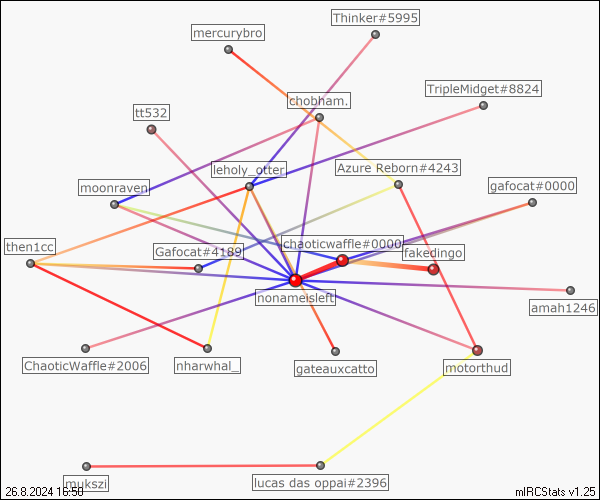 Thinker#5995
mercurybro
TripleMidget#8824
chobham.
tt532
Azure Reborn#4243
leholy_otter
moonraven
gafocat#0000
chaoticwaffle#0000
then1cc
Gafocat#4189
fakedingo
nonameisleft
amah1246
ChaoticWaffle#2006
nharwhal_
gateauxcatto
motorthud
mukszi
lucas das oppai#2396
26.8.2024 16:50
mIRCStats v1.25